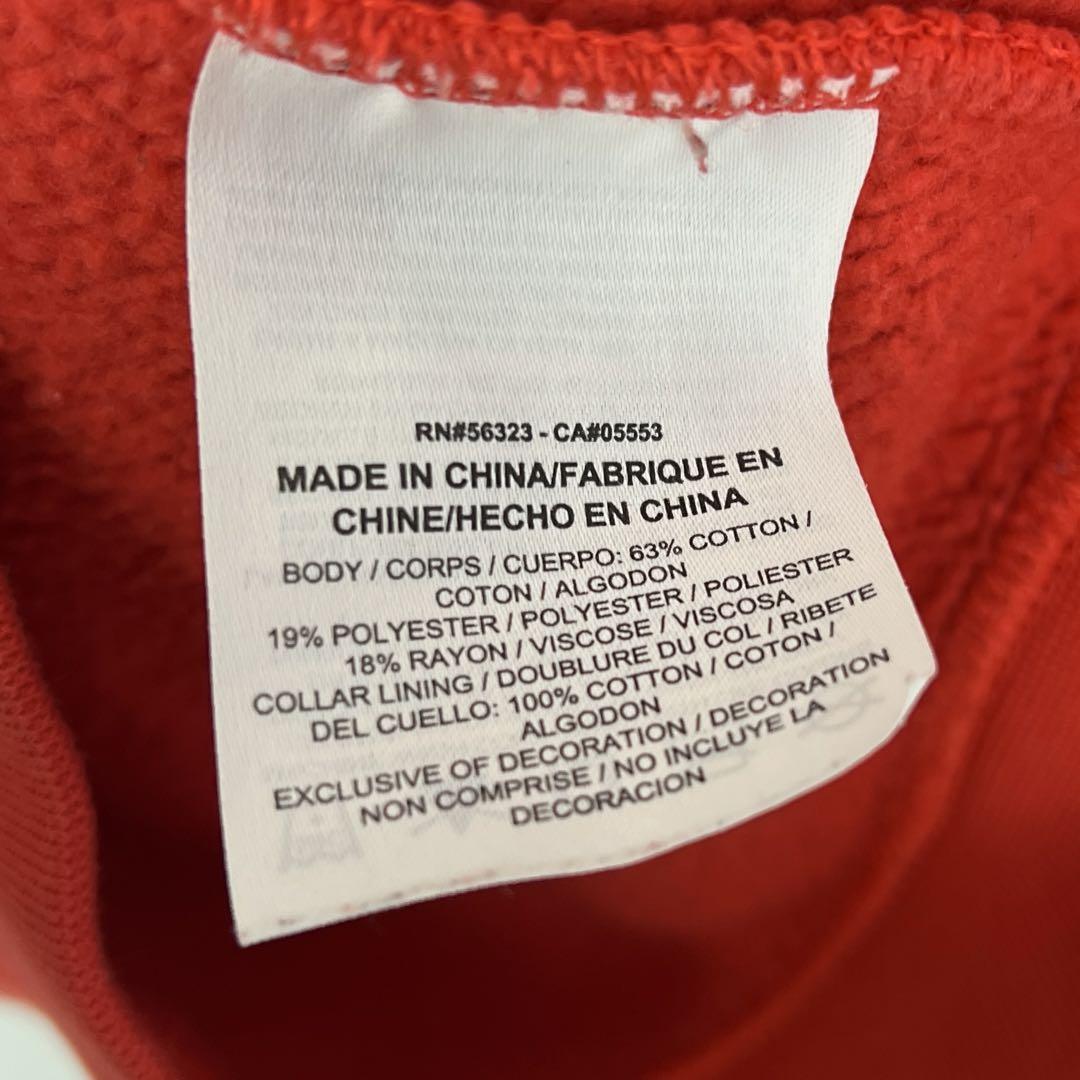 RN#56323 - CA#05553
MADE IN CHINA/FABRIQUE EN
CHINE/HECHO EN CHINA
BODY / CORPS / CUERPO: 63% COTTON /
COTON / ALGODON
19% POLYESTER / POLYESTER / POLIESTER
18% RAYON / VISCOSE / VISCOSA
COLLAR LINING / DOUBLURE DU COL / RIBETE
DEL CUELLO: 100% COTTON / COTON /
ALGODON
EXCLUSIVE OF DECORATION / DECORATION
NON COMPRISE / NO INCLUYE LA
DECORACION